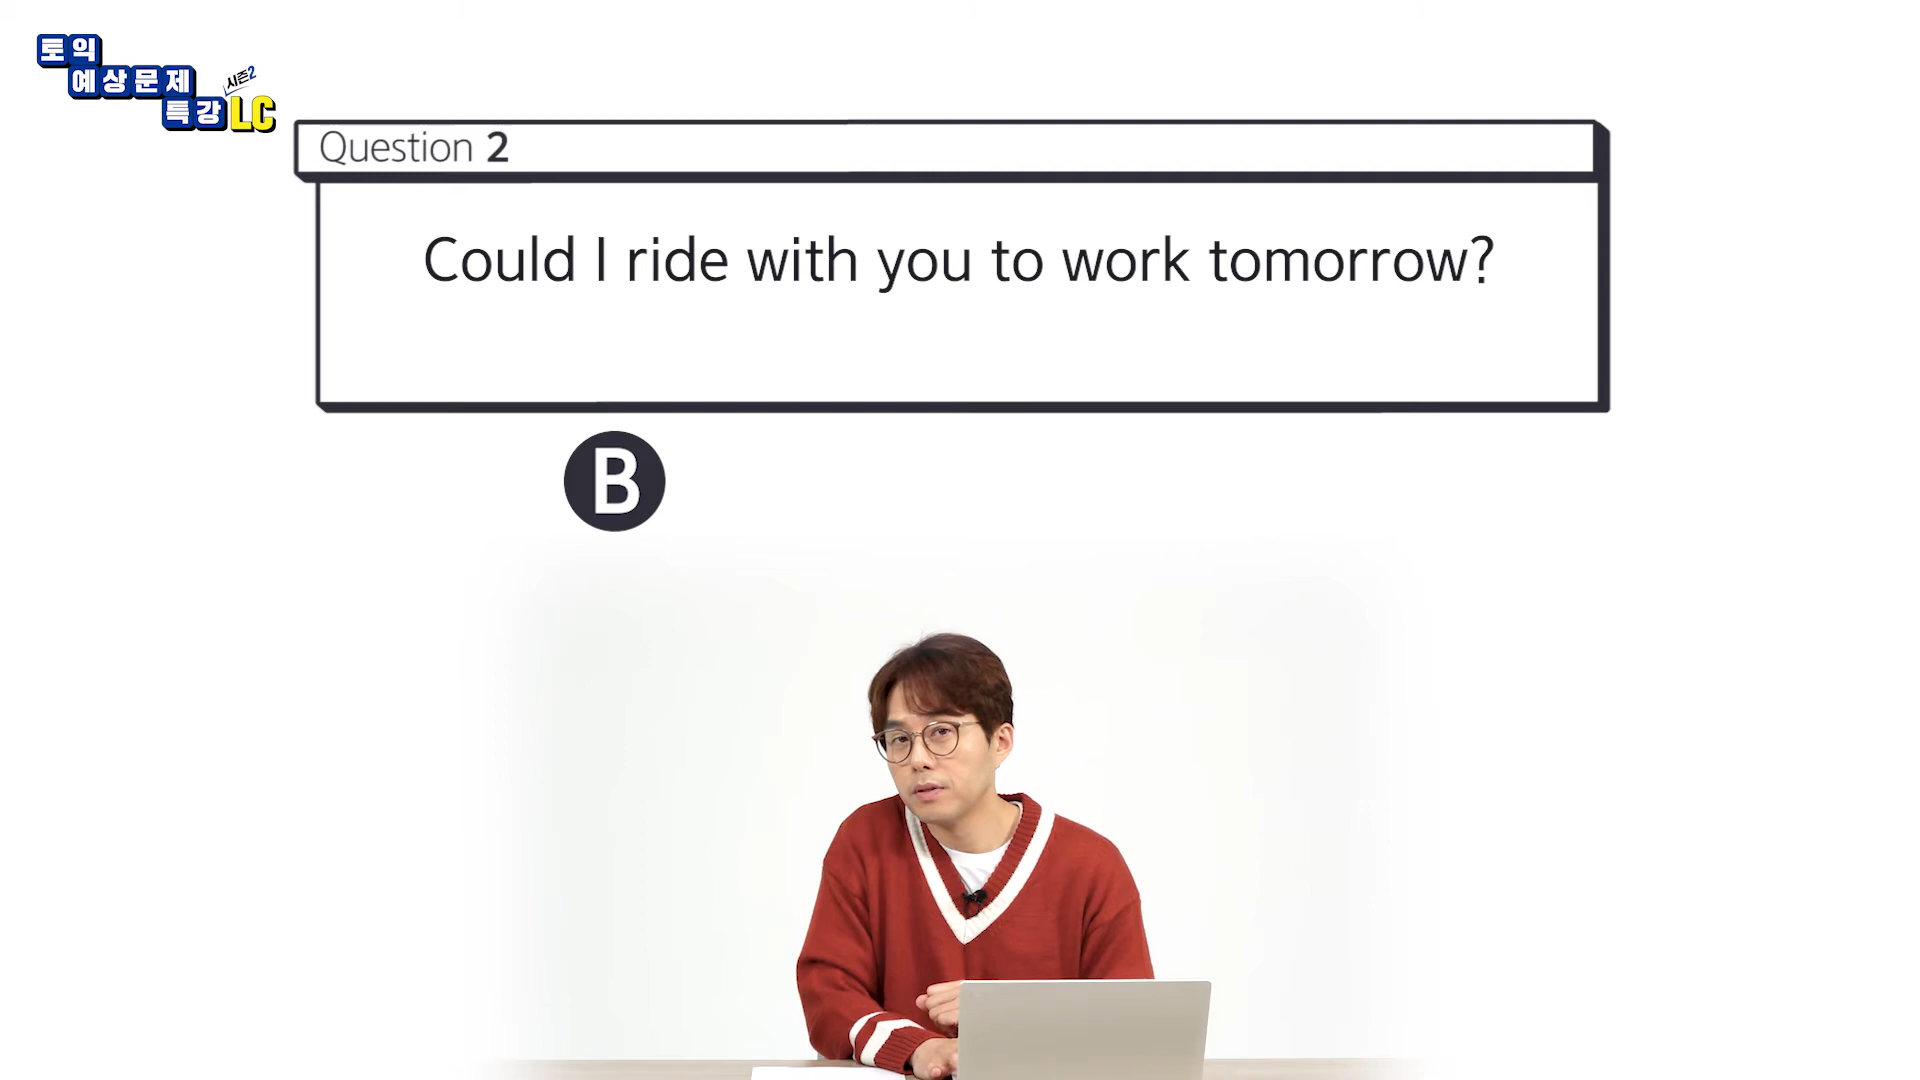 토익
예상문제
특강 LC
시즌2
Question 2
Could I ride with you to work tomorrow?
B